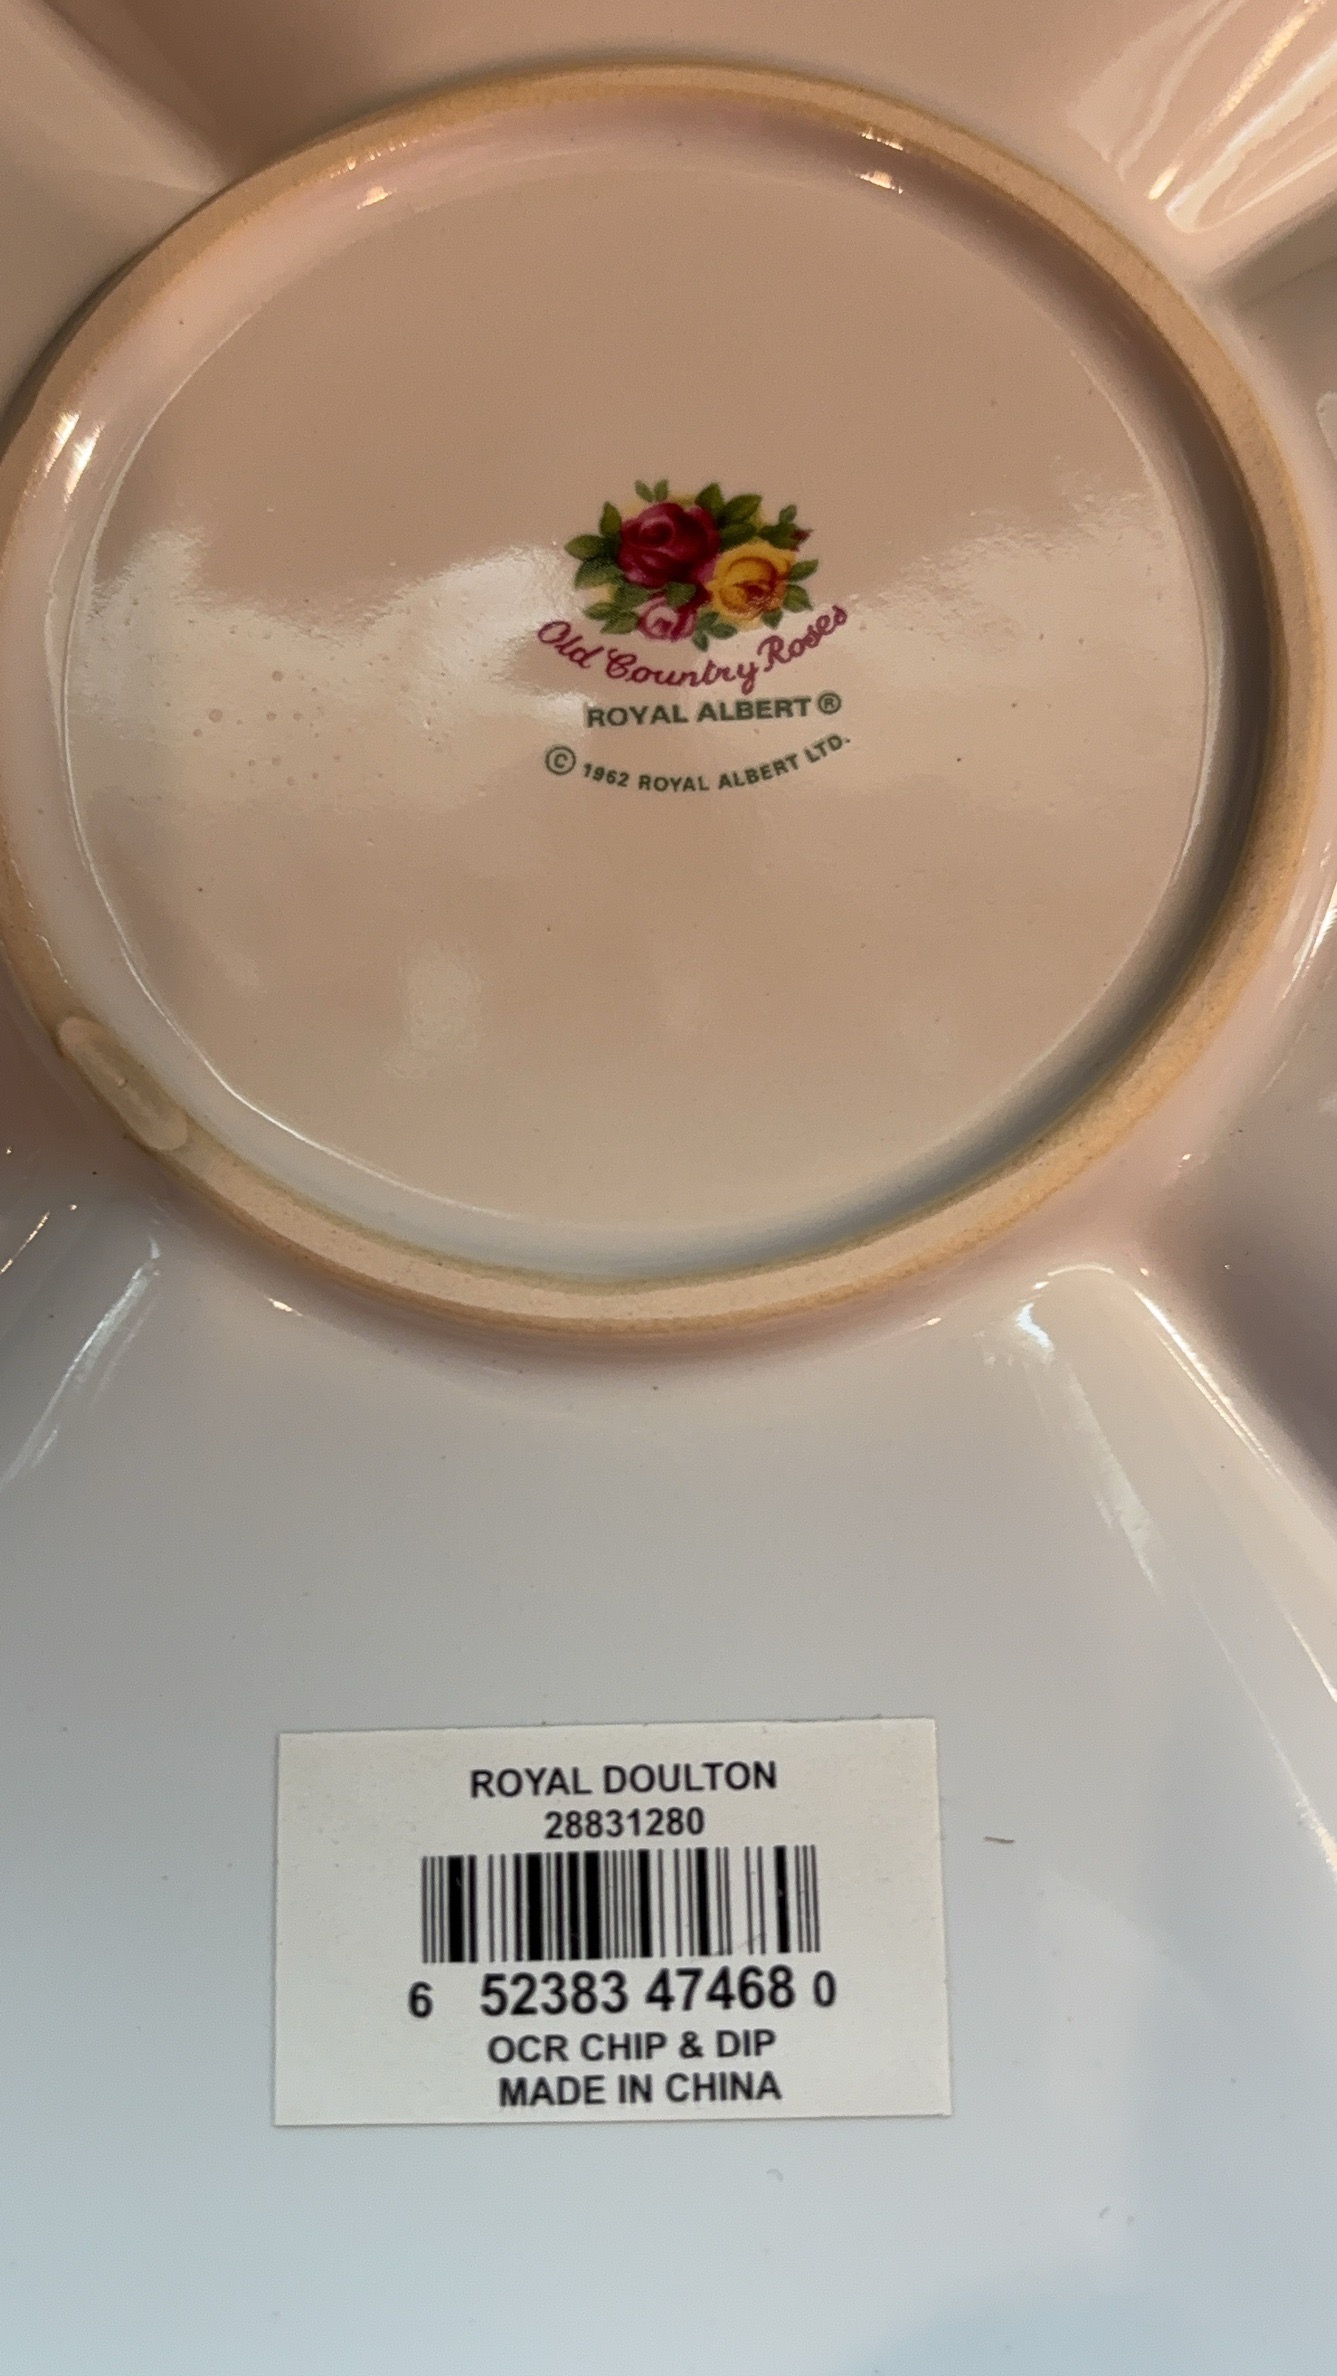 Old Country Roses
ROYAL ALBERT®
© 1962 ROYAL ALBERT LTD.
ROYAL DOULTON
28831280
6 52383 47468 0
OCR CHIP & DIP
MADE IN CHINA